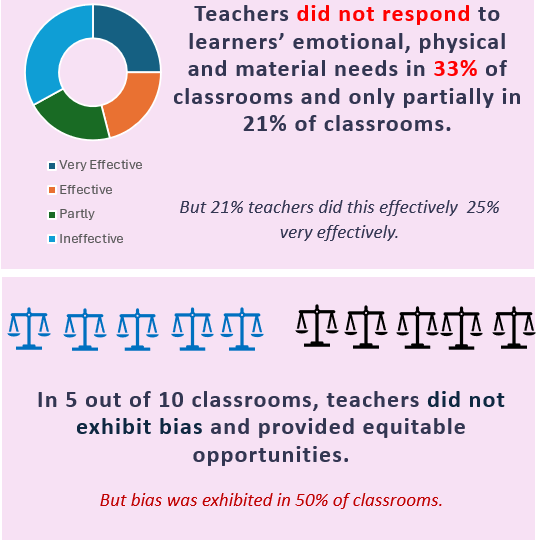 Teachers did not respond to
learners’ emotional, physical
and material needs in 33% of
classrooms and only partially in
21% of classrooms.
Very Effective
Effective
Partly
Ineffective
But 21% teachers did this effectively 25%
very effectively.
In 5 out of 10 classrooms, teachers did not
exhibit bias and provided equitable
opportunities.
But bias was exhibited in 50% of classrooms.